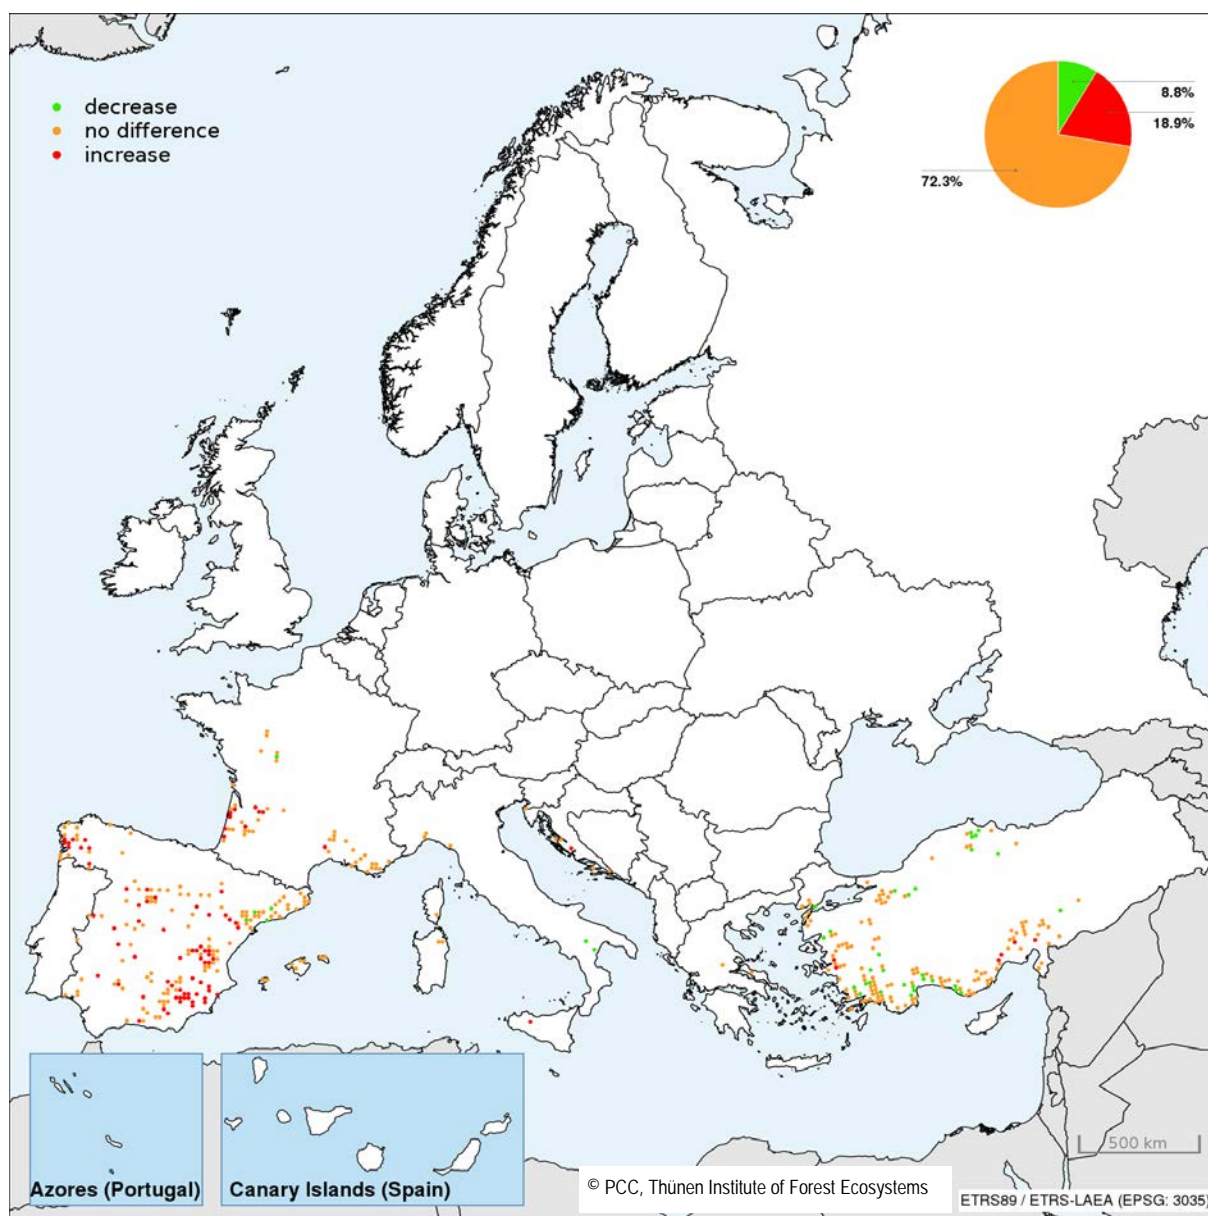 decrease
no difference
increase
8.8%
18.9%
72.3%
500 km
Azores (Portugal)
Canary Islands (Spain)
© PCC, Thünen Institute of Forest Ecosystems
ETRS89 / ETRS-LAEA (EPSG: 3035)